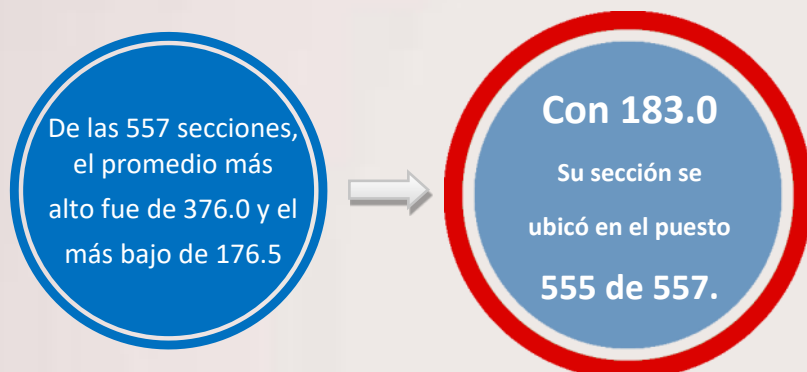 De las 557 secciones,
el promedio más
alto fue de 376.0 y el
más bajo de 176.5
Con 183.0
Su sección se
ubicó en el puesto
555 de 557.